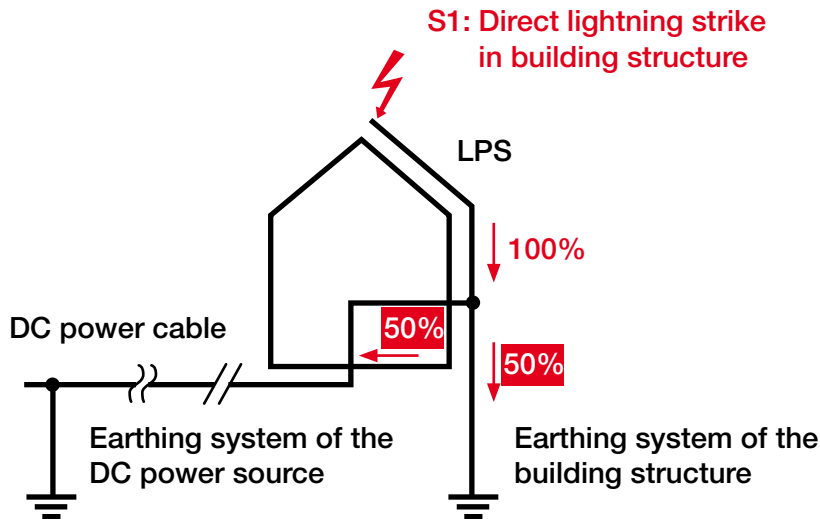 S1: Direct lightning strike
in building structure
LPS
100%
DC power cable
50%
50%
Earthing system of the
DC power source
Earthing system of the
building structure